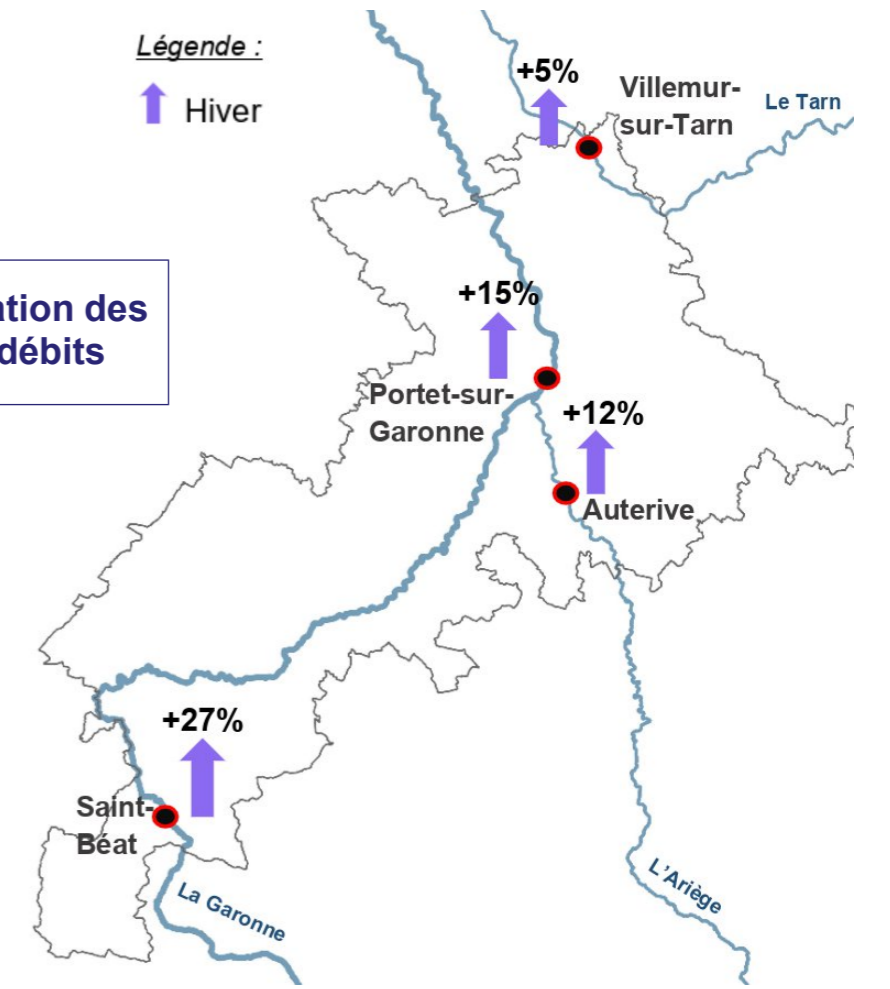 Légende :
Hiver
+5%
Villemur-
sur-Tarn
Le Tarn
ation des
débits
+15%
Portet-sur-
Garonne
+12%
Auterive
+27%
Saint-
Béat
La Garonne
L'Ariège